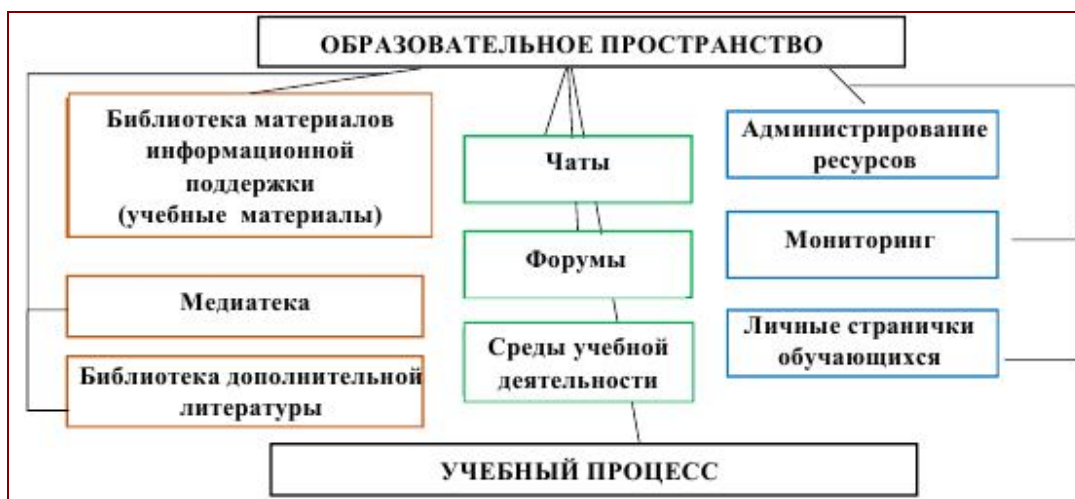 ОБРАЗОВАТЕЛЬНОЕ ПРОСТРАНСТВО
Библиотека материалов
информационной
поддержки
(учебные материалы)
Медиатека
Библиотека дополнительной
литературы
Чаты
Форумы
Среды учебной
деятельности
Администрирование
ресурсов
Мониторинг
Личные странички
обучающихся
УЧЕБНЫЙ ПРОЦЕСС